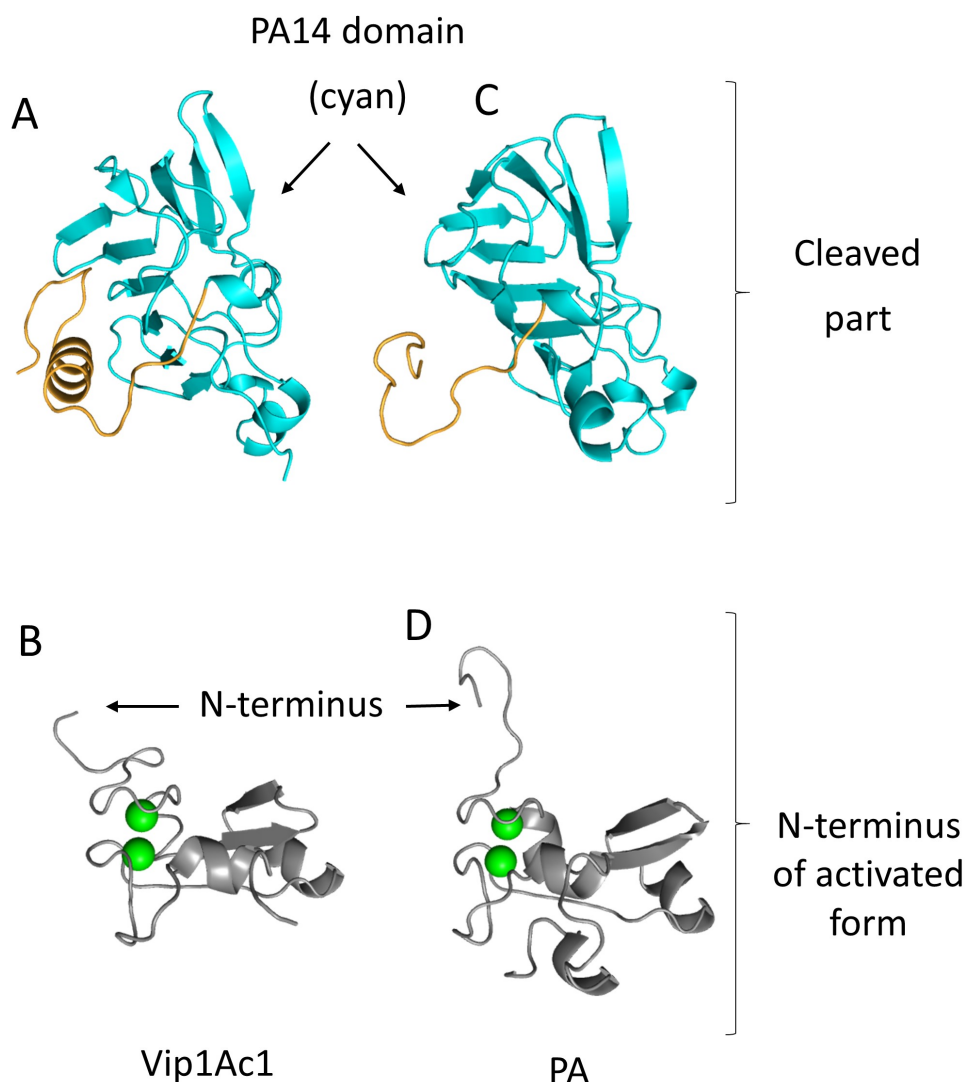 PA14 domain
(cyan)
A
C
Cleaved
part
B
D
N-terminus
N-terminus
of activated
form
Vip1Ac1
PA